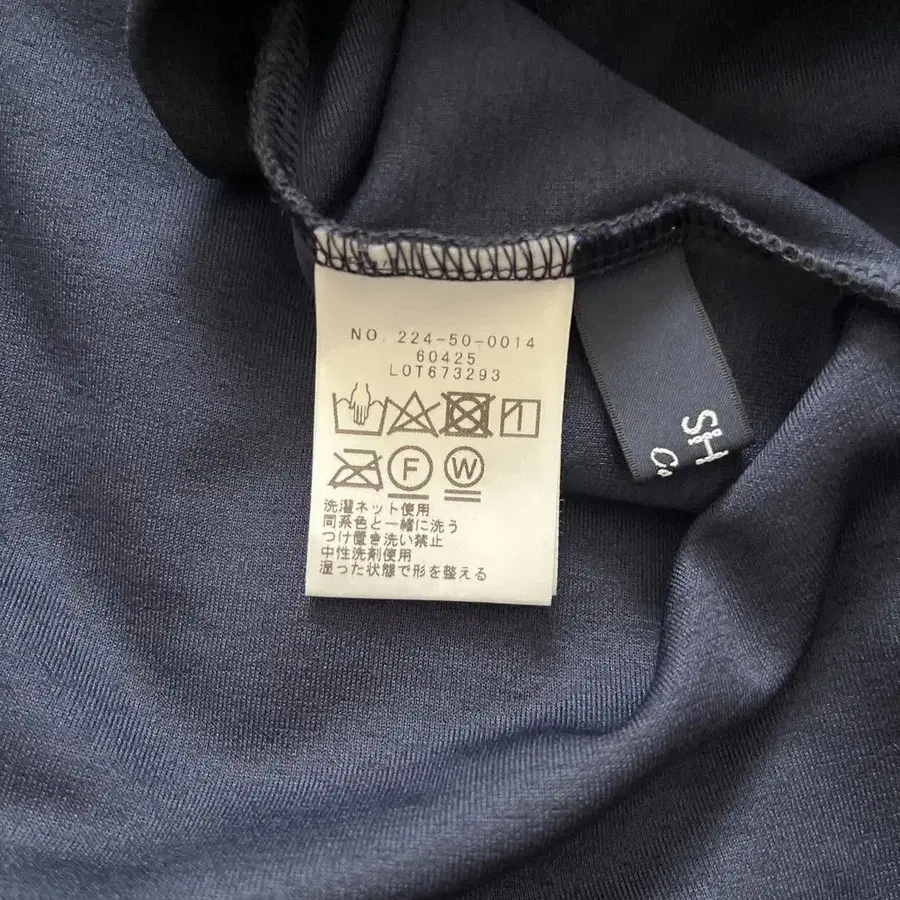 NO. 224-50-0014
60425
LOT673293
F W
洗濯ネット使用
同系色と一緒に洗う
つけ置き洗い禁止
中性洗剤使用
湿った状態で形を整える
SH